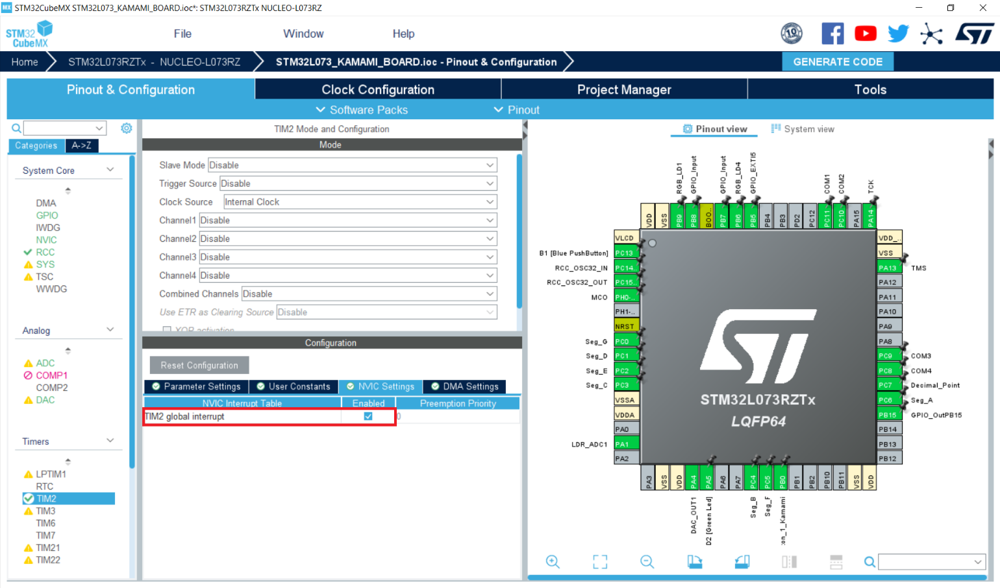 MX STM32CubeMX STM32L073_KAMAMI_BOARD.ioc*: STM32L073RZTx NUCLEO-L073RZ
STM32
CubeMX
File
Window
Help
10
Home
STM32L073RZTx - NUCLEO-L073RZ
STM32L073_KAMAMI_BOARD.ioc - Pinout & Configuration
GENERATE CODE
Pinout & Configuration
Clock Configuration
Project Manager
Tools
Software Packs
Pinout
Categories
A->Z
System Core
DMA
GPIO
IWDG
NVIC
RCC
SYS
TSC
WWDG
Analog
ADC
COMP1
COMP2
DAC
Timers
LPTIM1
RTC
TIM2
TIM3
TIM6
TIM7
TIM21
TIM22
TIM2 Mode and Configuration
Mode
Slave Mode Disable
Trigger Source Disable
Clock Source Internal Clock
Channel1 Disable
Channel2 Disable
Channel3 Disable
Channel4 Disable
Combined Channels Disable
Use ETR as Clearing Source Disable
XOR activation
Configuration
Reset Configuration
Parameter Settings
User Constants
NVIC Settings
DMA Settings
NVIC Interrupt Table
Enabled
Preemption Priority
TIM2 global interrupt
0
Pinout view
System view
RGB_LD1
GPIO_Input
GPIO_Input
RGB_LD4
GPIO_EXTI5
COM1
COM2
TCK
VDD
VSS
PB9
PB8
BOO..
PB7
PB6
PB5
PB4
PB3
PD2
PC12
PC11
PC10
PA15
PA14
VLCD
B1 [Blue PushButton] PC13
RCC_OSC32_IN PC14..
RCC_OSC32_OUT PC15..
MCO PH0-..
PH1-..
NRST
Seg_G PC0
Seg_D PC1
Seg_E PC2
Seg_C PC3
VSSA
VDDA
PA0
LDR_ADC1 PA1
PA2
STM32L073RZTx
LQFP64
VDD_..
VSS
PA13 TMS
PA12
PA11
PA10
PA9
PA8
PC9 COM3
PC8 COM4
PC7 Decimal_Point
PC6 Seg_A
PB15 GPIO_OutPB15
PB14
PB13
PB12
PA3
VSS
VDD
PA4
PA5
PA6
PA7
PC4
PC5
PB0
PB1
PB2
PB10
PB11
VSS
VDD
DAC_OUT1
D2 [Green Led]
Seg_B
Seg_F
:on_1_Kamami